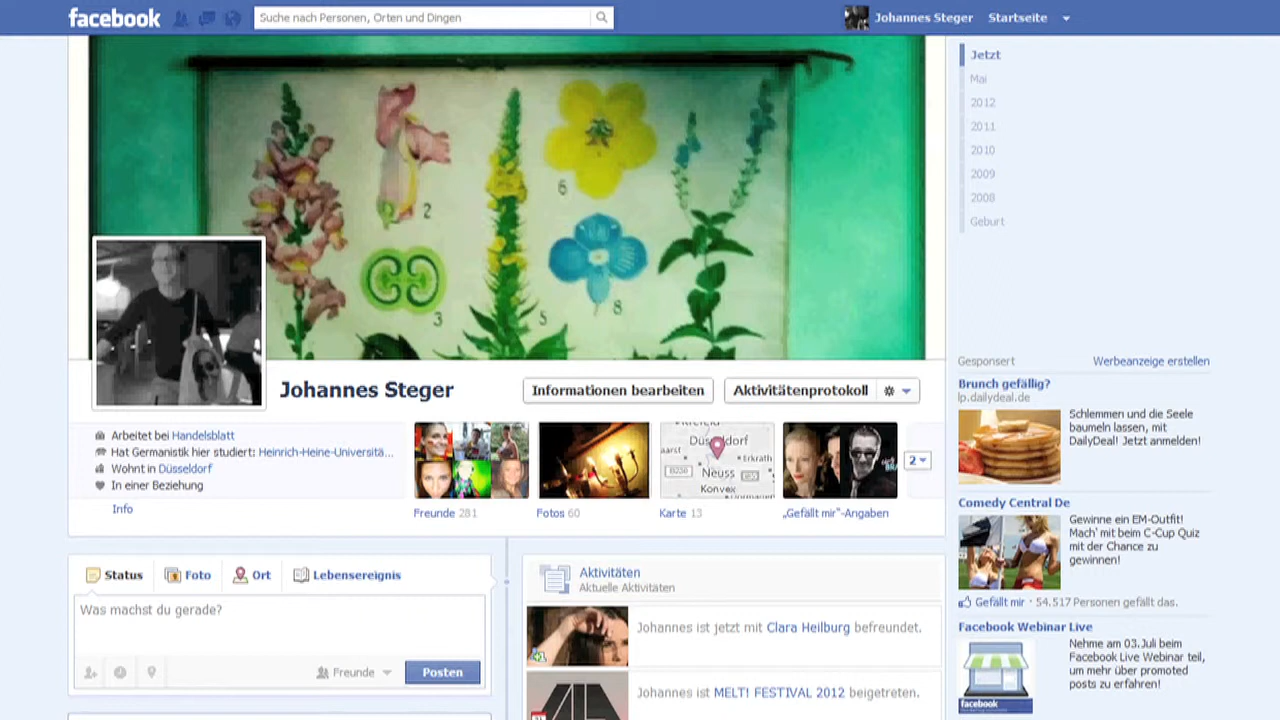 facebook
Suche nach Personen, Orten und Dingen
Johannes Steger
Startseite
Jetzt
Mai
2012
2011
2010
2009
2008
Geburt
2
3
5
6
8
Johannes Steger
Informationen bearbeiten
Aktivitätenprotokoll
Arbeitet bei Handelsblatt
Hat Germanistik hier studiert: Heinrich-Heine-Universitä...
Wohnt in Düsseldorf
In einer Beziehung
Info
Düsseldorf
Erkrath
Neuss
Konvex
2
Freunde 281
Fotos 60
Karte 13
„Gefällt mir“-Angaben
Status
Foto
Ort
Lebensereignis
Was machst du gerade?
Freunde
Posten
Aktivitäten
Aktuelle Aktivitäten
Johannes ist jetzt mit Clara Heilburg befreundet.
Johannes ist MELT! FESTIVAL 2012 beigetreten.
Gesponsert
Werbeanzeige erstellen
Brunch gefällig?
lp.dailydeal.de
Schlemmen und die Seele
baumeln lassen, mit
DailyDeal! Jetzt anmelden!
Comedy Central De
Gewinne ein EM-Outfit!
Mach' mit beim C-Cup Quiz
mit der Chance zu
gewinnen!
Gefällt mir · 54.517 Personen gefällt das.
Facebook Webinar Live
Nehme am 03.Juli beim
Facebook Live Webinar teil,
um mehr über promoted
posts zu erfahren!
facebook